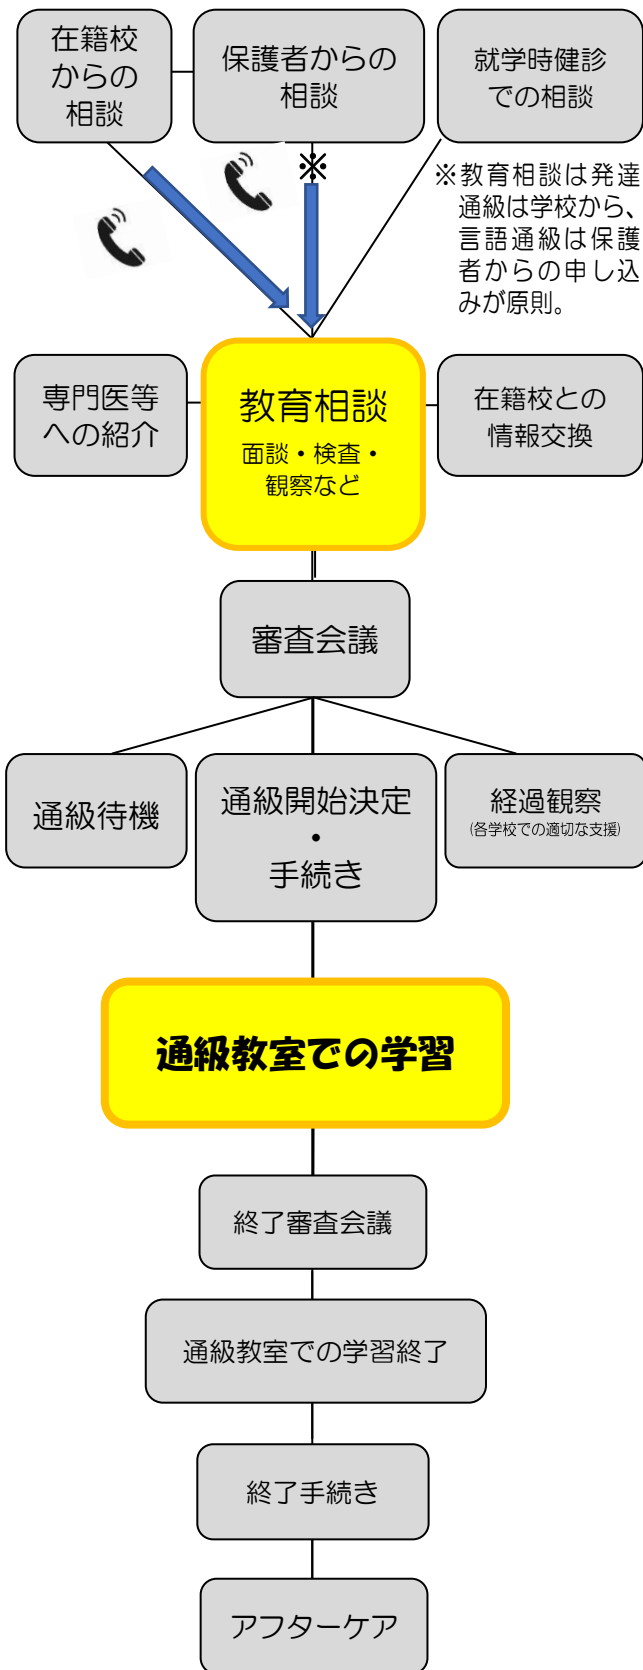 在籍校
からの
相談
保護者からの
相談
就学時健診
での相談
※
※教育相談は発達
通級は学校から、
言語通級は保護
者からの申し込
みが原則。
専門医等
への紹介
教育相談
面談・検査・
観察など
在籍校との
情報交換
審査会議
通級待機
通級開始決定
・
手続き
経過観察
(各学校での適切な支援)
通級教室での学習
終了審査会議
通級教室での学習終了
終了手続き
アフターケア